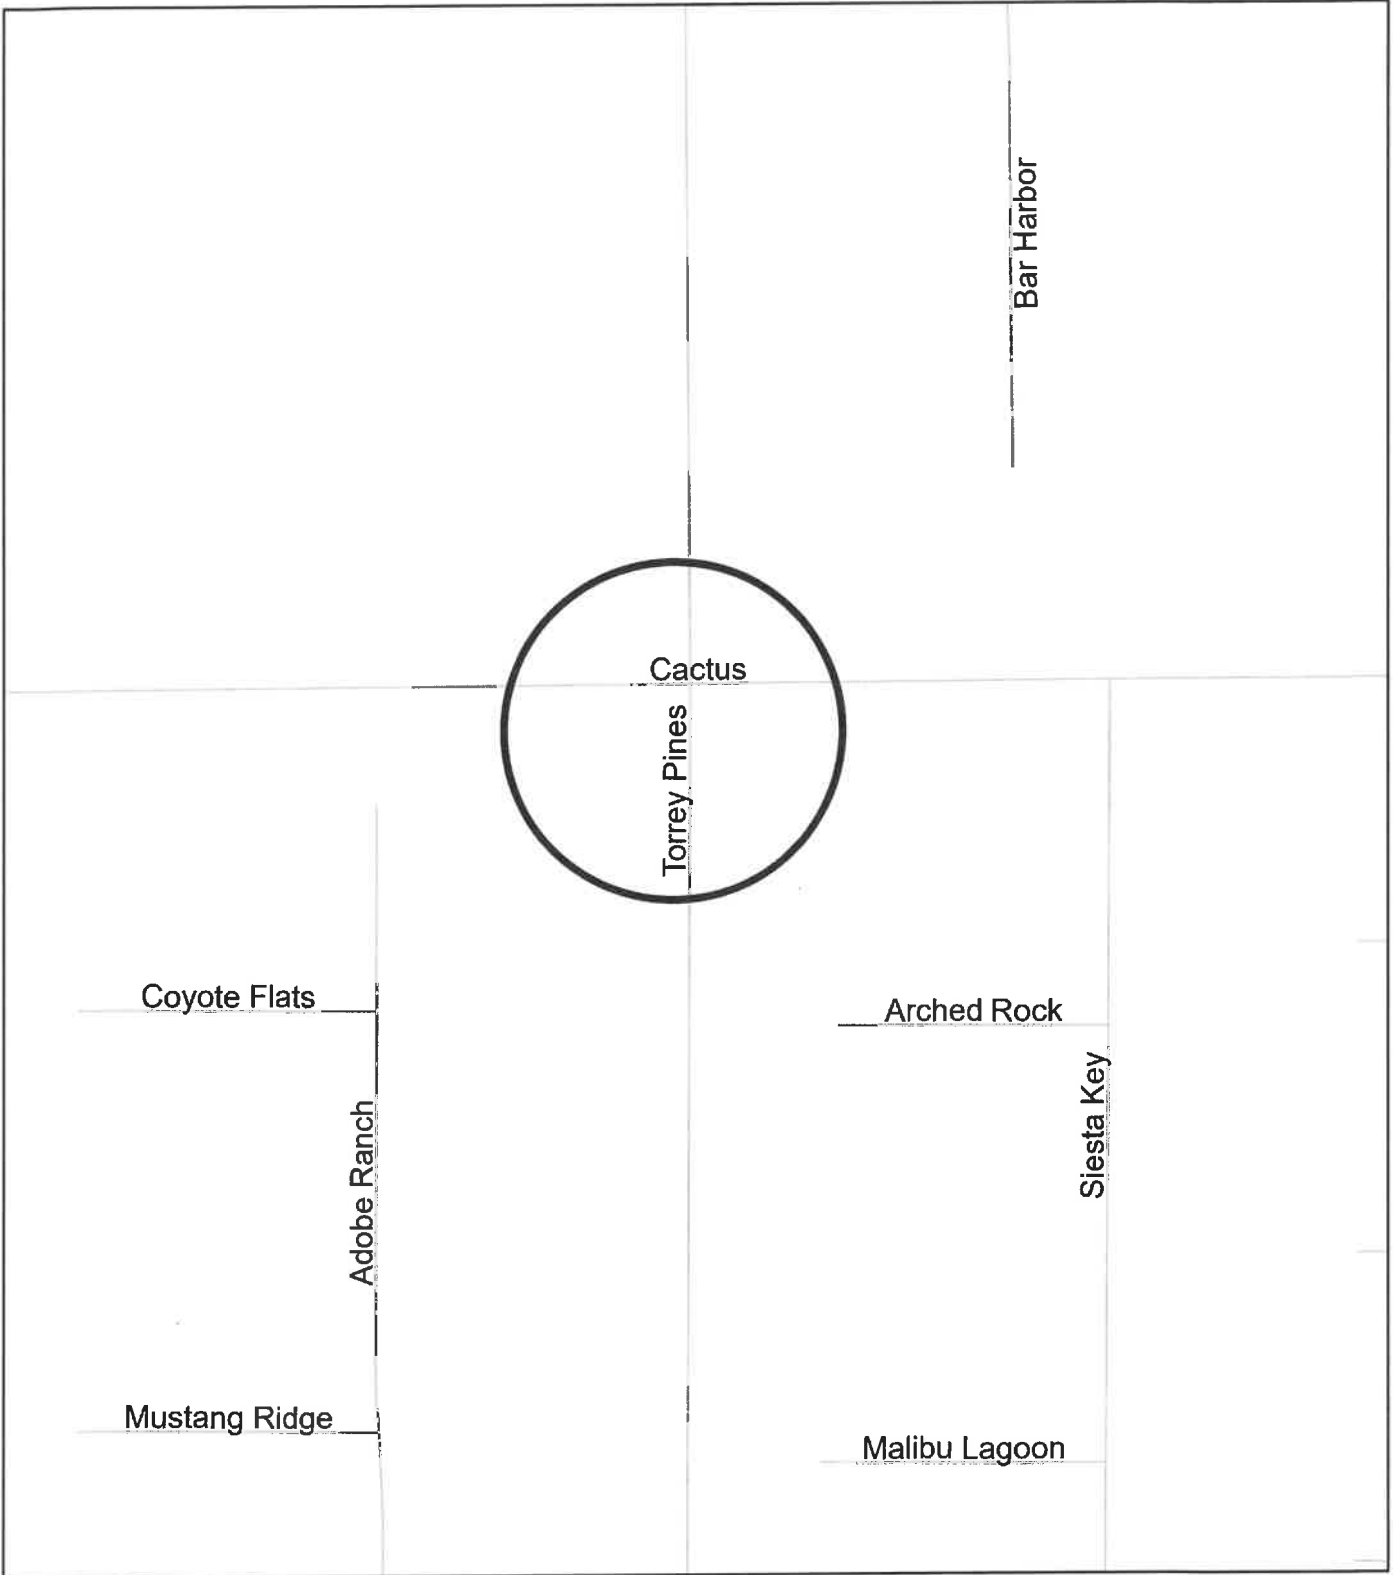 Bar Harbor
Cactus
Torrey Pines
Coyote Flats
Arched Rock
Siesta Key
Adobe Ranch
Mustang Ridge
Malibu Lagoon